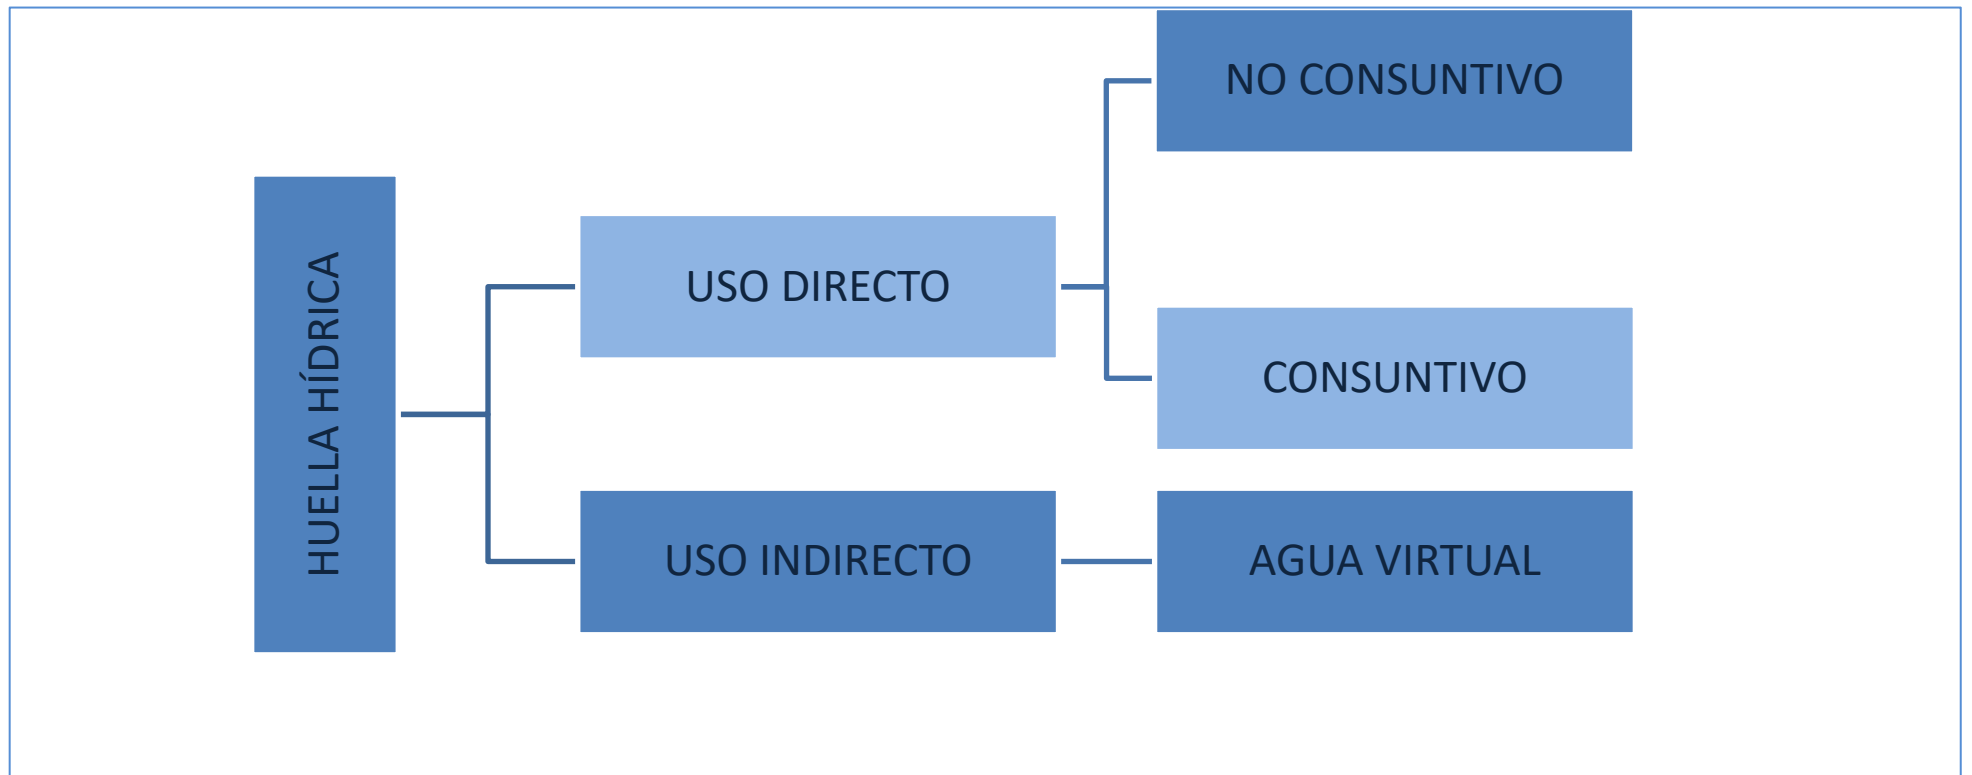 HUELLA HÍDRICA
USO DIRECTO
NO CONSUNTIVO
CONSUNTIVO
USO INDIRECTO
AGUA VIRTUAL